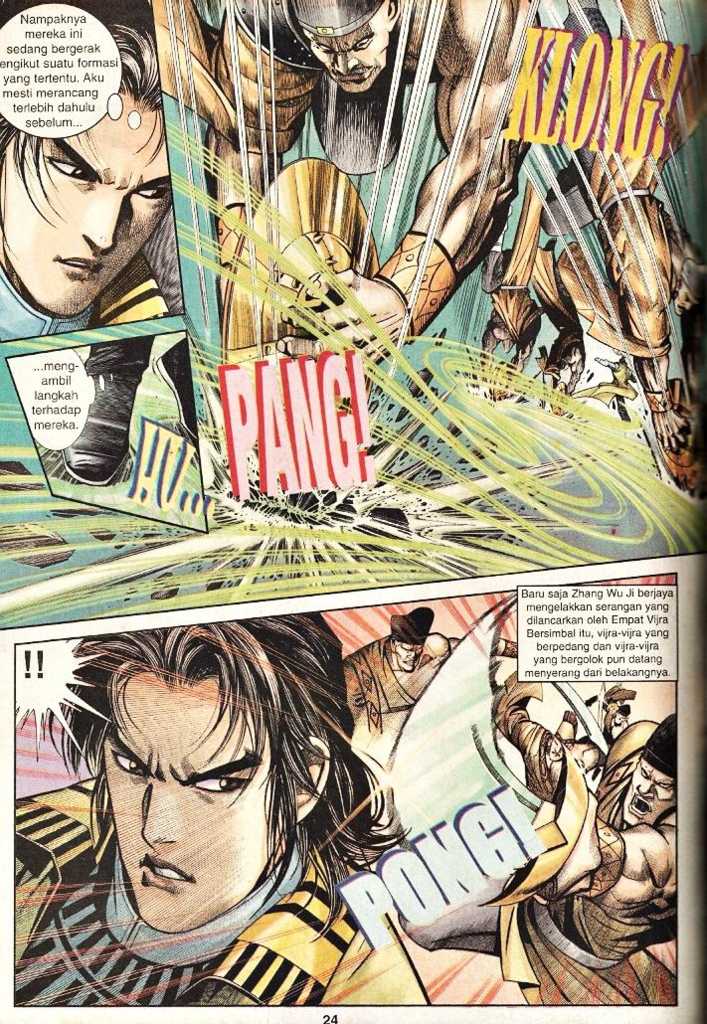 Nampaknya
mereka ini
sedang bergerak
engikut suatu formasi
yang tertentu. Aku
mesti merancang
terlebih dahulu
sebelum...
KLONG!
PANG!
...meng-
ambil
langkah
terhadap
mereka.
HU...
Baru saja Zhang Wu Ji berjaya
mengelakkan serangan yang
dilancarkan oleh Empat Vijra
Bersimbal itu, vijra-vijra yang
berpedang dan vijra-vijra
yang bergolok pun datang
menyerang dari belakangnya.
!!
PONG!
24